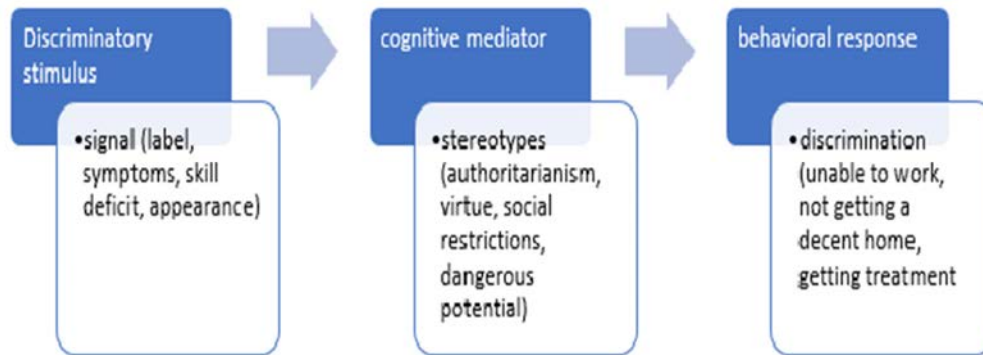 Discriminatory
stimulus
•signal (label,
symptoms, skill
deficit, appearance)
cognitive mediator
•stereotypes
(authoritarianism,
virtue, social
restrictions,
dangerous
potential)
behavioral response
•discrimination
(unable to work,
not getting a
decent home,
getting treatment